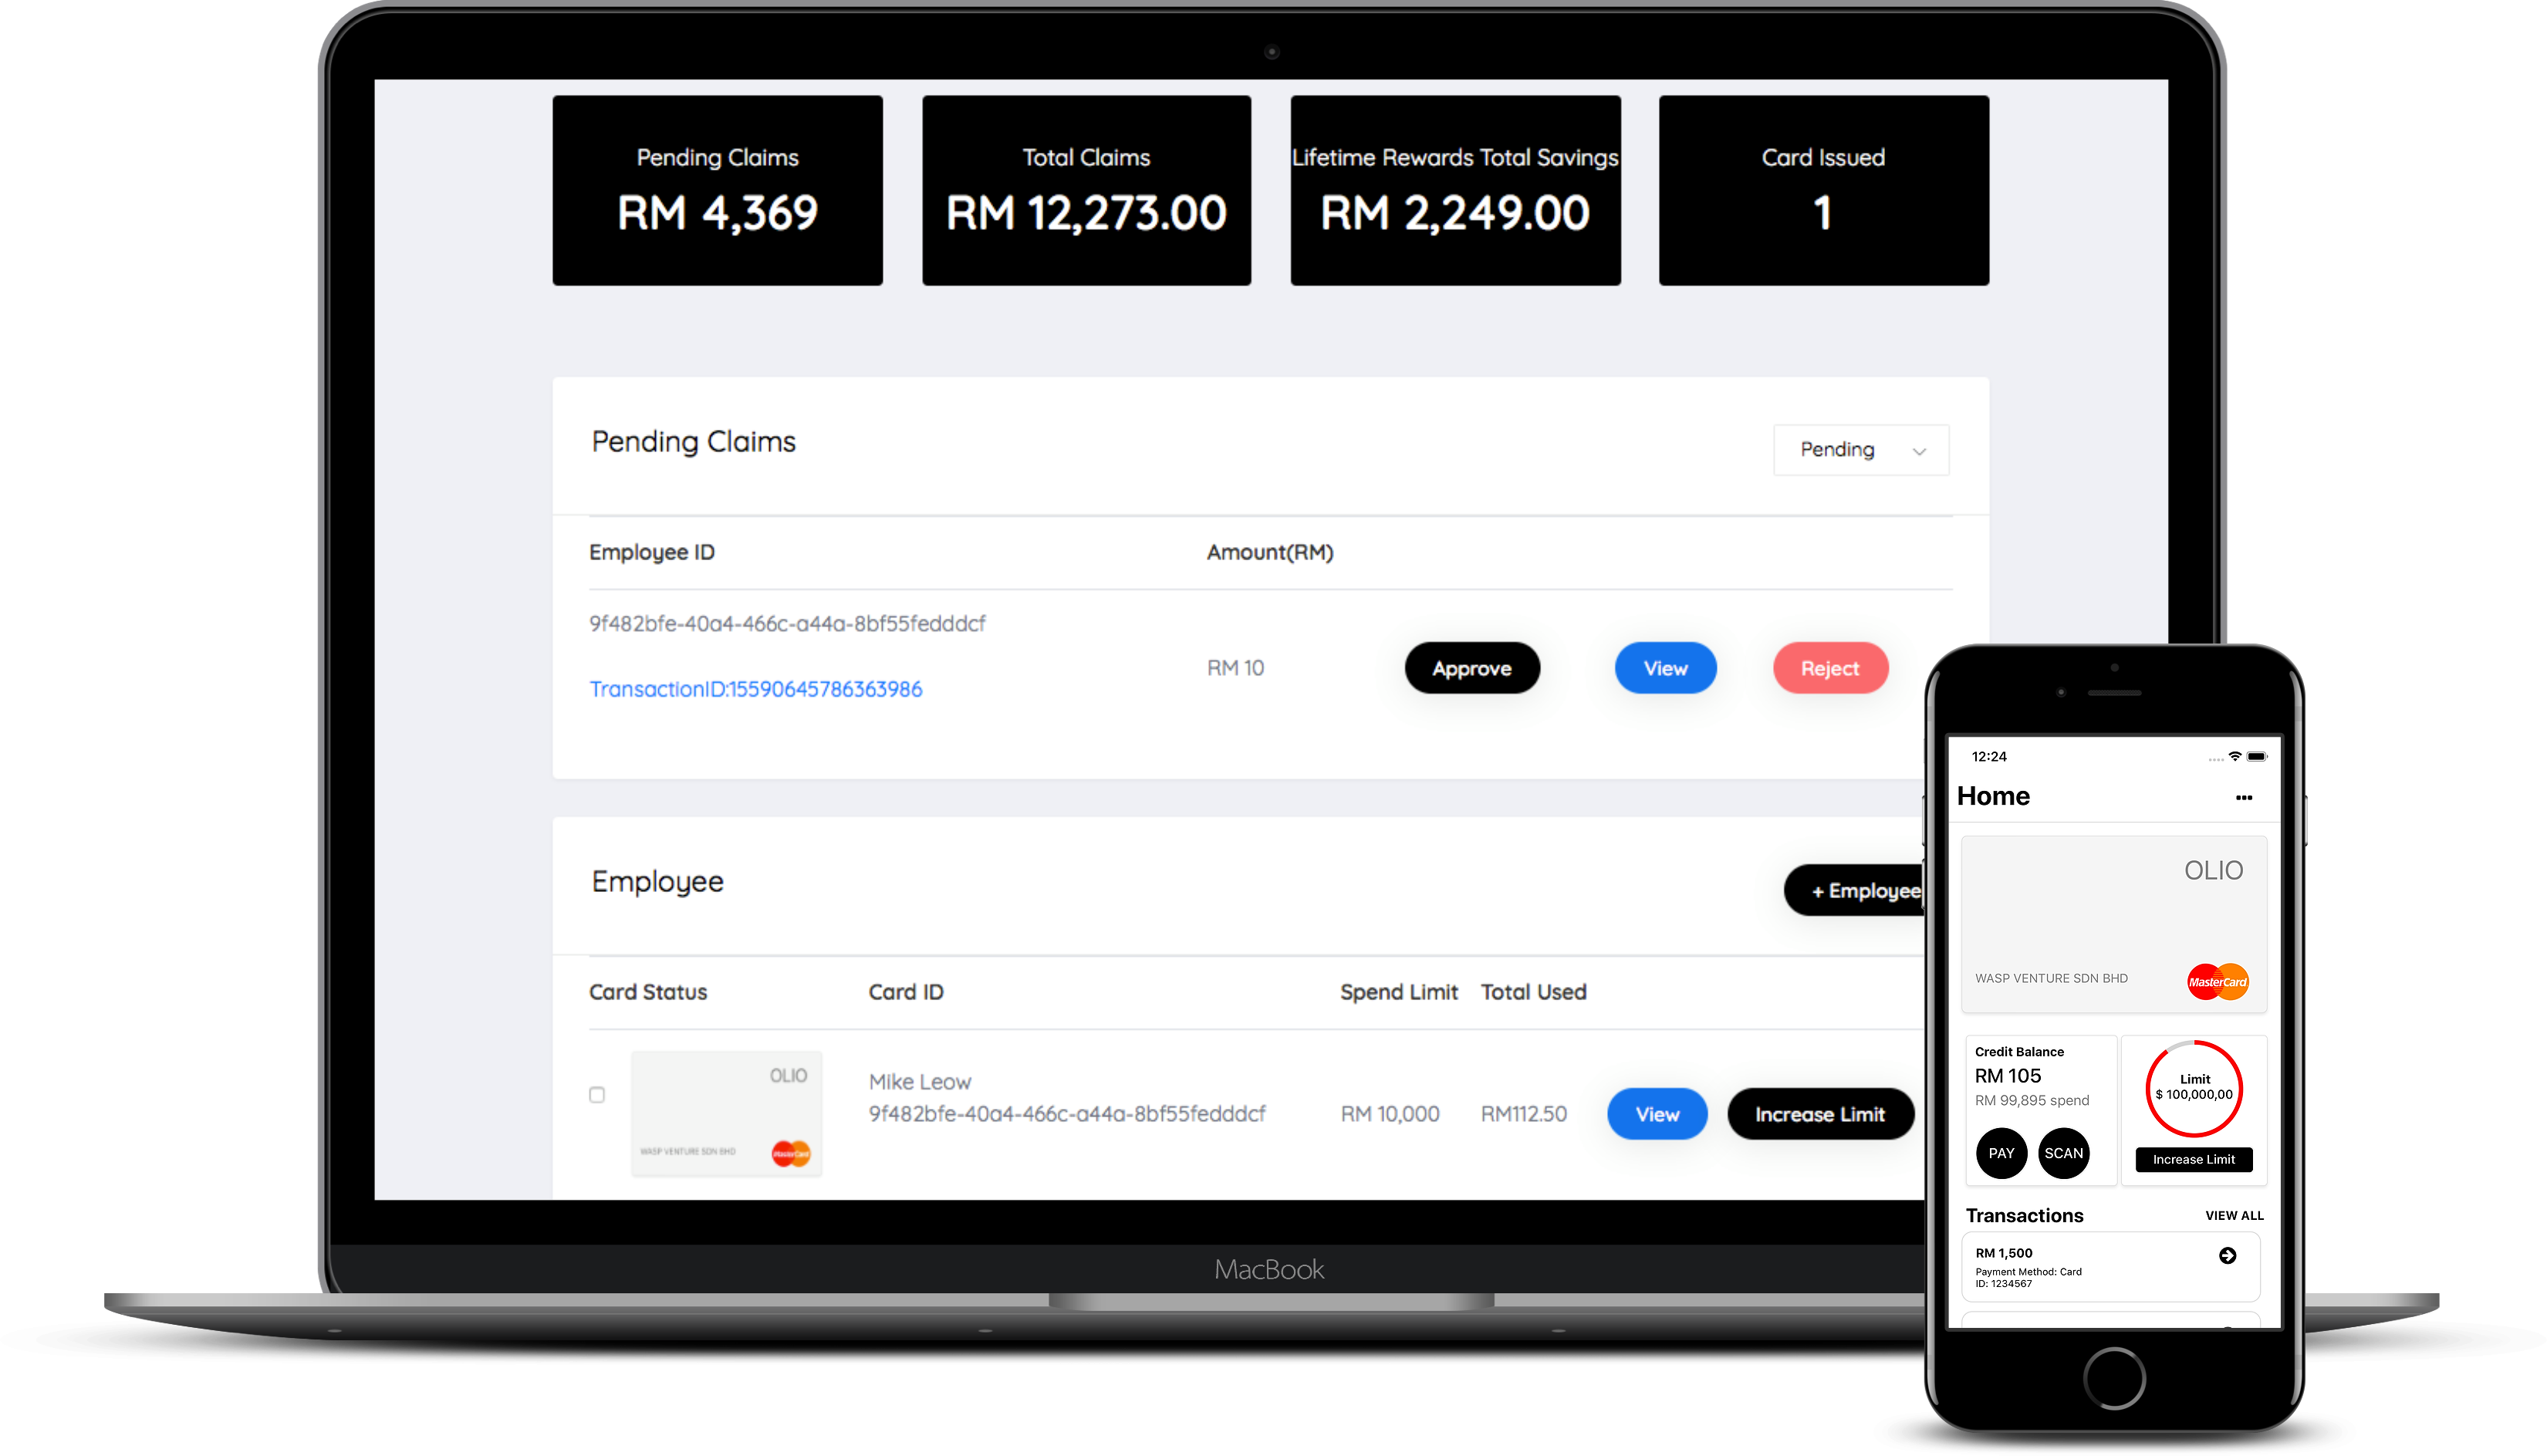 Pending Claims
RM 4,369
Total Claims
RM 12,273.00
Lifetime Rewards Total Savings
RM 2,249.00
Card Issued
1
Pending Claims
Pending
Employee ID
Amount(RM)
9f482bfe-40a4-466c-a44a-8bf55fedddcf
TransactionID:15590645786363986
RM 10
Approve
View
Reject
Employee
+ Employee
Card Status
Card ID
Spend Limit
Total Used
OLIO
WASP VENTURE SDN BHD
MasterCard
Mike Leow
9f482bfe-40a4-466c-a44a-8bf55fedddcf
RM 10,000
RM112.50
View
Increase Limit
MacBook
12:24
Home
OLIO
WASP VENTURE SDN BHD
MasterCard
Credit Balance
RM 105
RM 99,895 spend
PAY
SCAN
Limit
$ 100,000,00
Increase Limit
Transactions
VIEW ALL
RM 1,500
Payment Method: Card
ID: 1234567